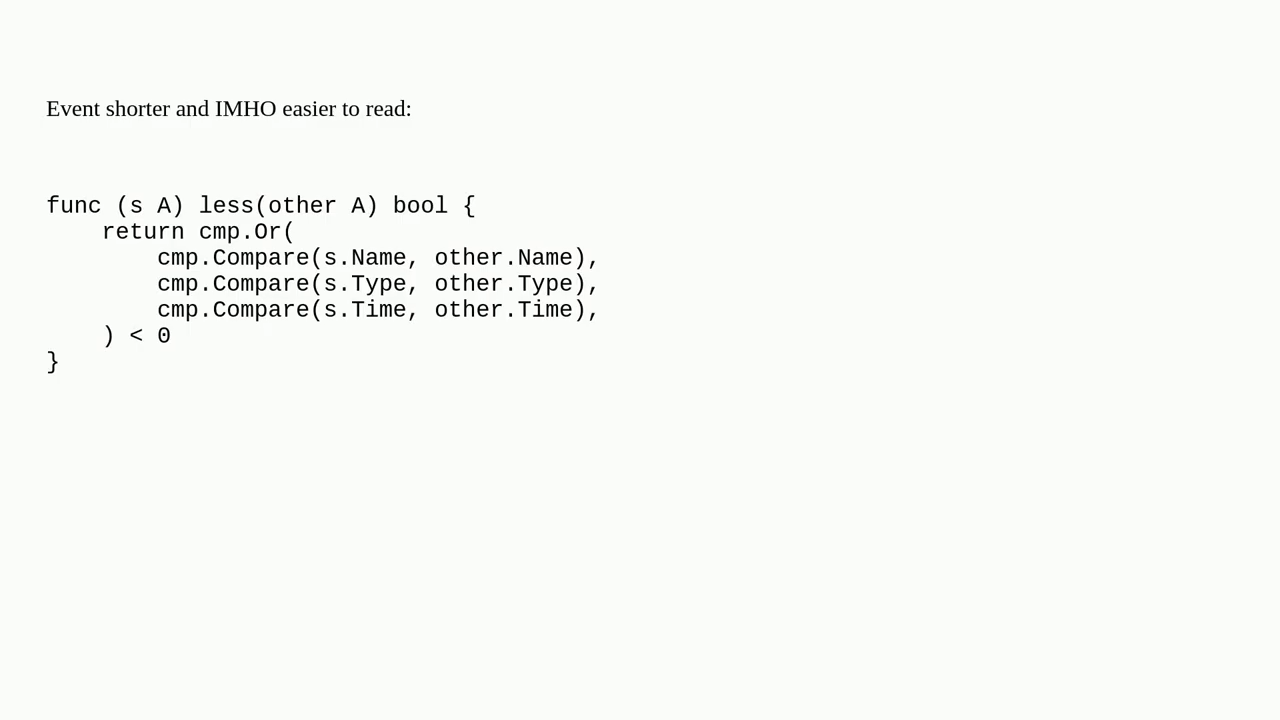 Event shorter and IMHO easier to read:
func (s A) less(other A) bool {
    return cmp.Or(
        cmp.Compare(s.Name, other.Name),
        cmp.Compare(s.Type, other.Type),
        cmp.Compare(s.Time, other.Time),
    ) < 0
}